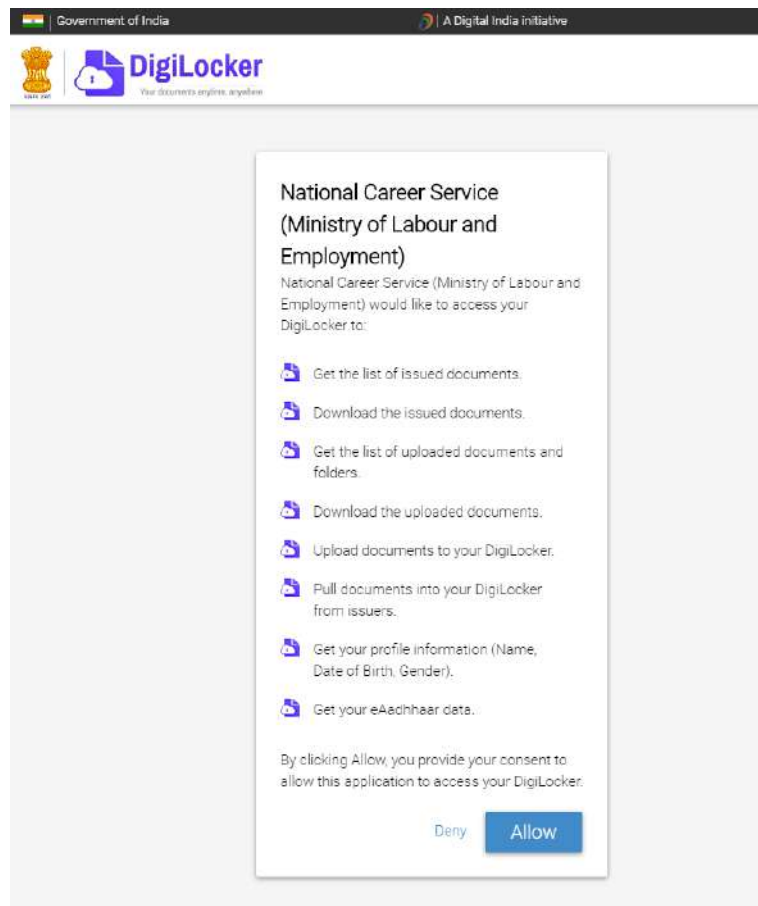 Government of India
| A Digital India initiative
DigiLocker
Your documents anytime, anywhere
National Career Service
(Ministry of Labour and
Employment)
National Career Service (Ministry of Labour and
Employment) would like to access your
DigiLocker to:
Get the list of issued documents.
Download the issued documents.
Get the list of uploaded documents and
folders.
Download the uploaded documents.
Upload documents to your DigiLocker.
Pull documents into your DigiLocker
from issuers.
Get your profile information (Name,
Date of Birth, Gender).
Get your eAadhhaar data.
By clicking Allow, you provide your consent to
allow this application to access your DigiLocker.
Deny
Allow